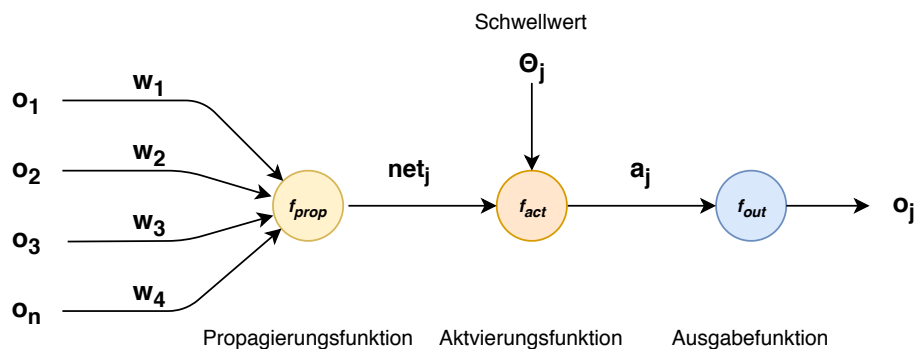 Schwellwert
Θj
o1
w1
o2
w2
netj
aj
fprop
fact
fout
oj
o3
w3
on
w4
Propagierungsfunktion
Aktvierungsfunktion
Ausgabefunktion